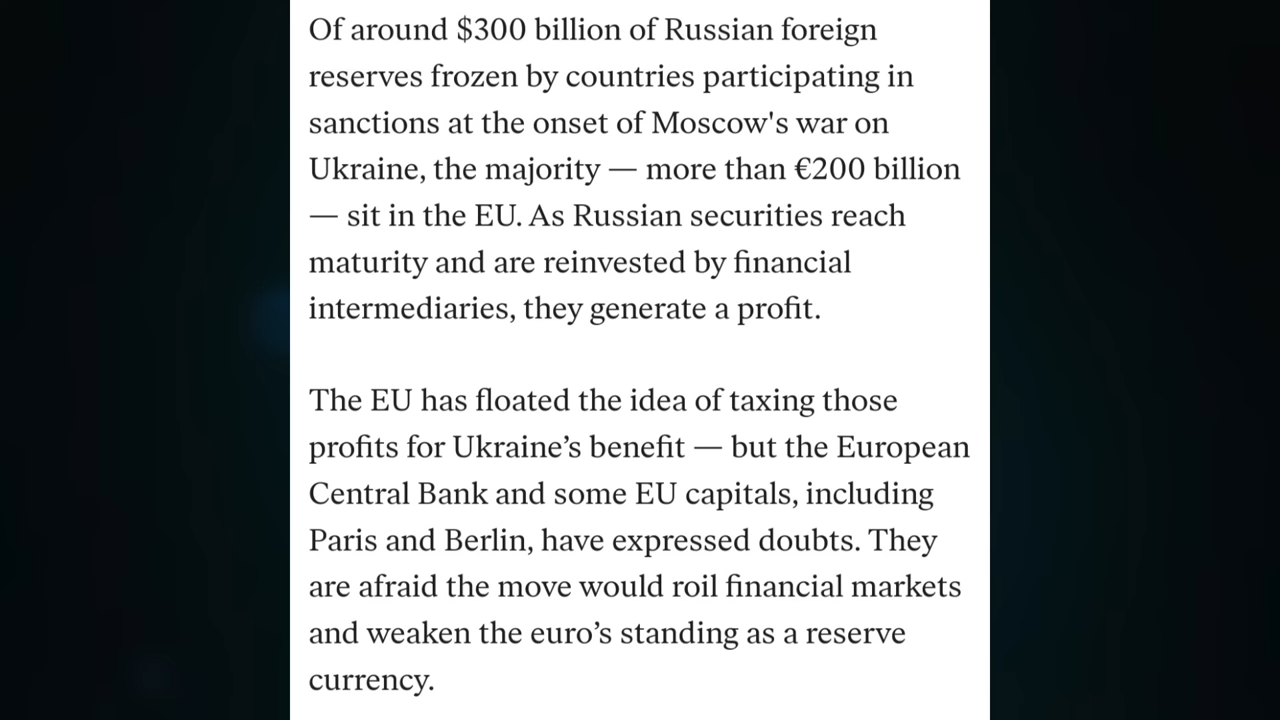 Of around $300 billion of Russian foreign
reserves frozen by countries participating in
sanctions at the onset of Moscow's war on
Ukraine, the majority — more than €200 billion
— sit in the EU. As Russian securities reach
maturity and are reinvested by financial
intermediaries, they generate a profit.
The EU has floated the idea of taxing those
profits for Ukraine’s benefit — but the European
Central Bank and some EU capitals, including
Paris and Berlin, have expressed doubts. They
are afraid the move would roil financial markets
and weaken the euro’s standing as a reserve
currency.